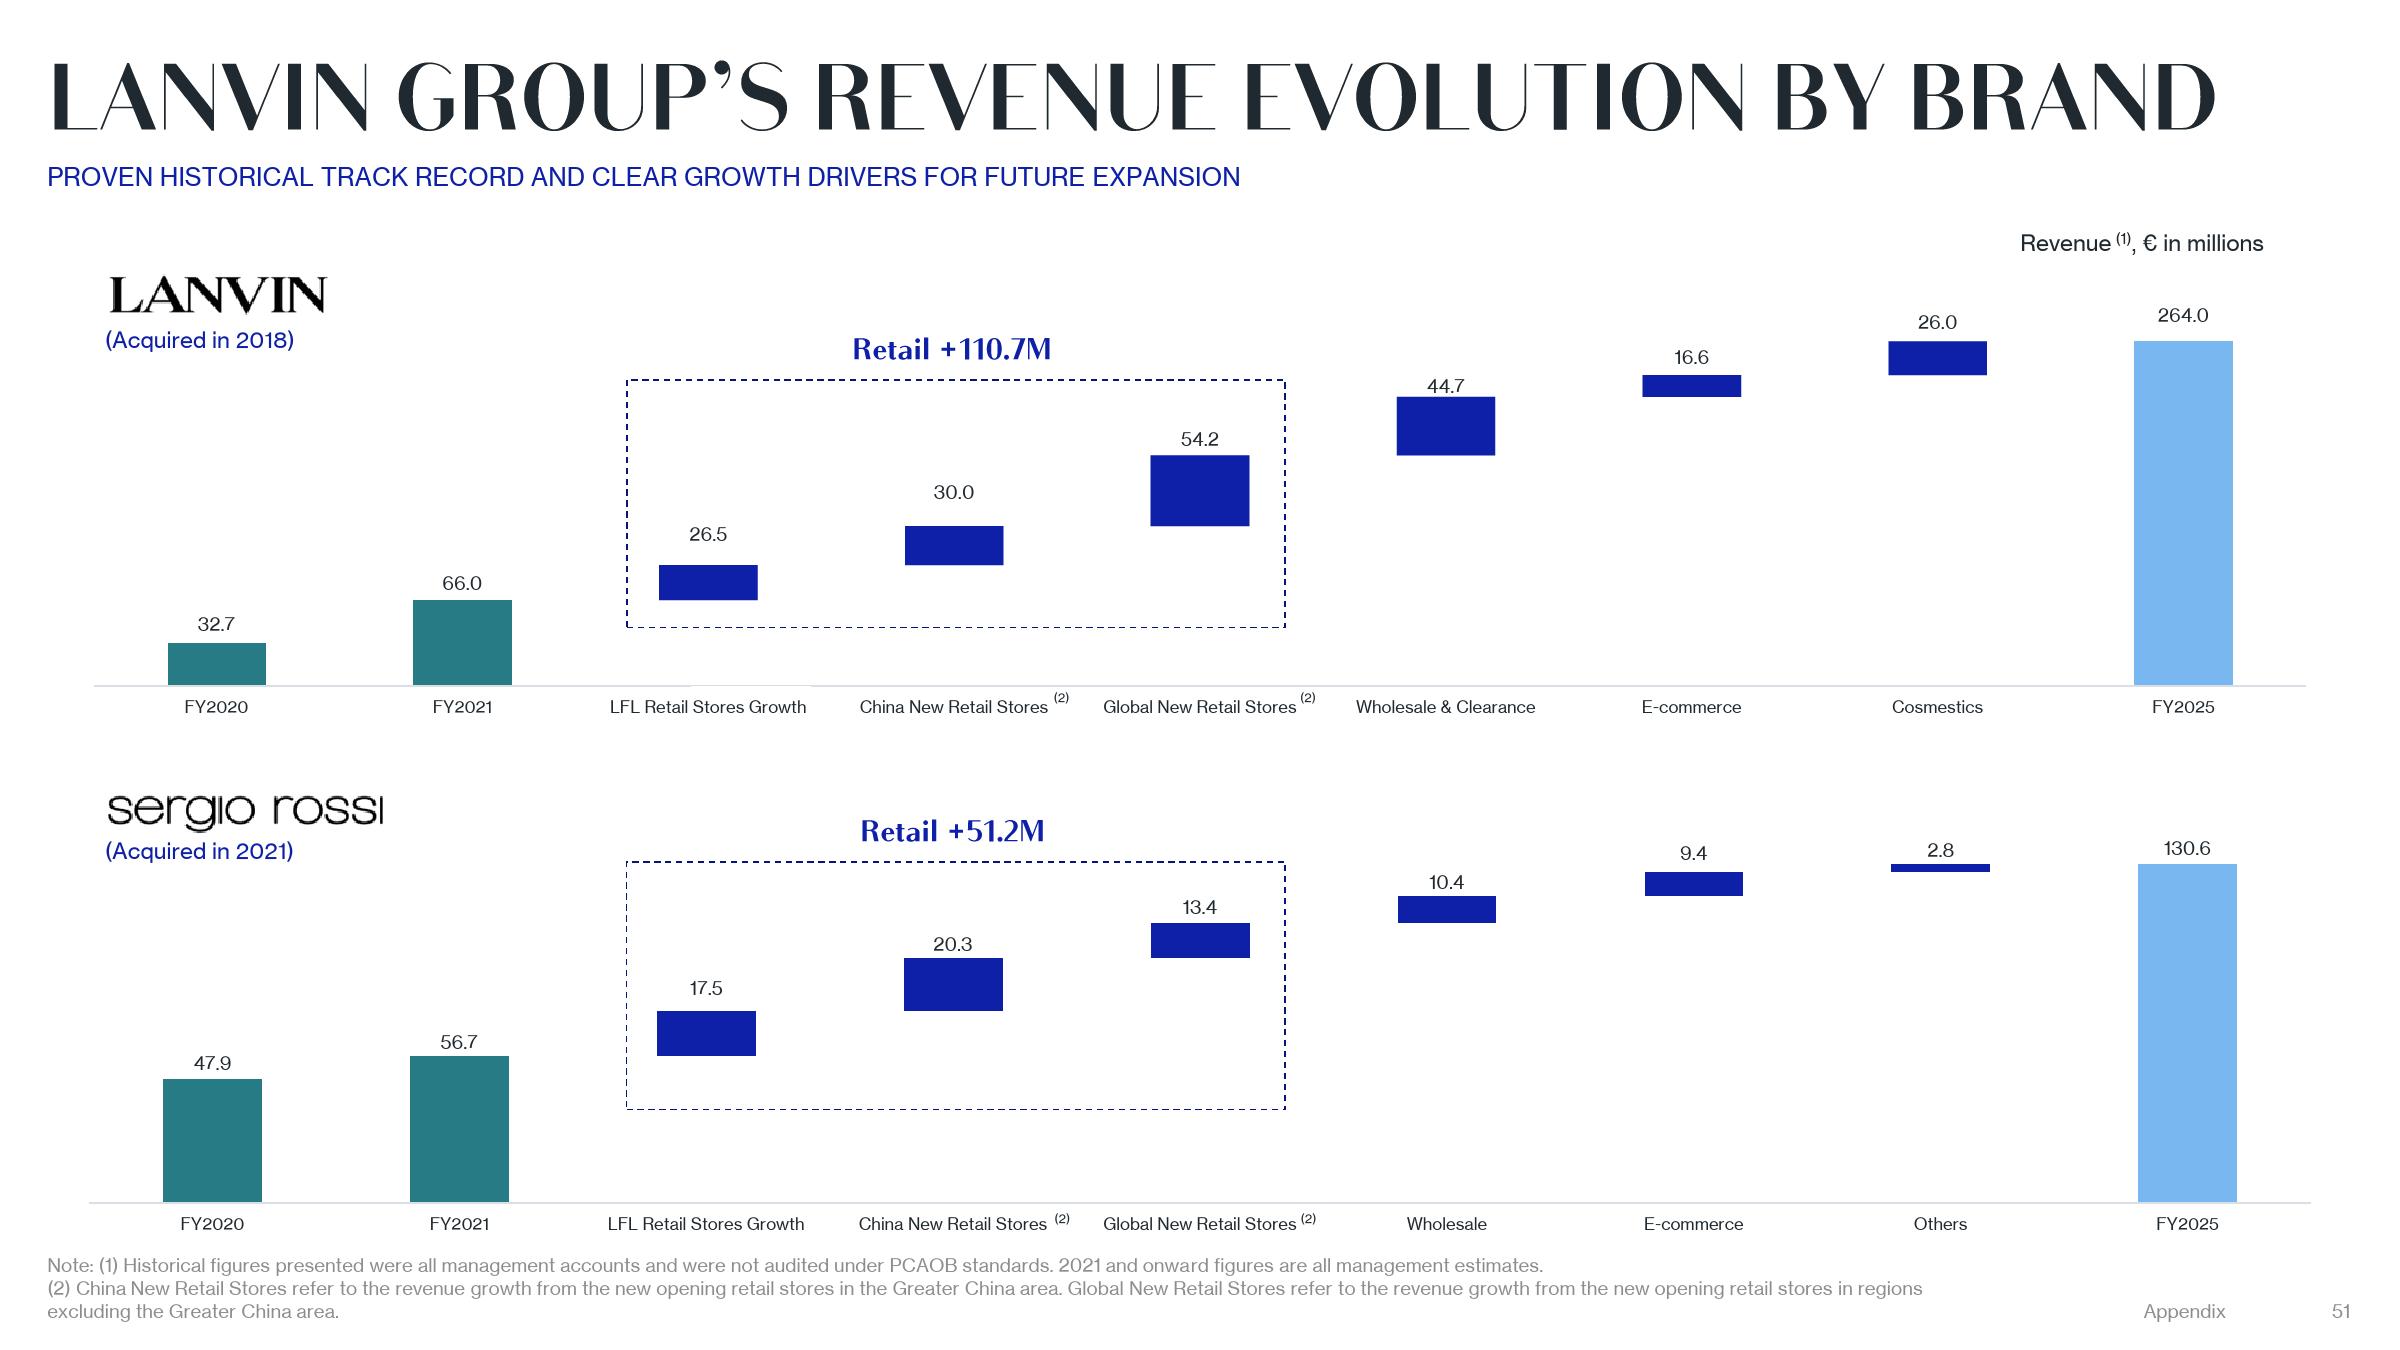 LANVIN GROUP’S REVENUE EVOLUTION BY BRAND
PROVEN HISTORICAL TRACK RECORD AND CLEAR GROWTH DRIVERS FOR FUTURE EXPANSION
Revenue (1), € in millions
LANVIN
(Acquired in 2018)
Retail +110.7M
32.7
66.0
26.5
30.0
54.2
44.7
16.6
26.0
264.0
FY2020
FY2021
LFL Retail Stores Growth
China New Retail Stores (2)
Global New Retail Stores (2)
Wholesale & Clearance
E-commerce
Cosmestics
FY2025
sergio rossi
(Acquired in 2021)
Retail +51.2M
47.9
56.7
17.5
20.3
13.4
10.4
9.4
2.8
130.6
FY2020
FY2021
LFL Retail Stores Growth
China New Retail Stores (2)
Global New Retail Stores (2)
Wholesale
E-commerce
Others
FY2025
Note: (1) Historical figures presented were all management accounts and were not audited under PCAOB standards. 2021 and onward figures are all management estimates.
(2) China New Retail Stores refer to the revenue growth from the new opening retail stores in the Greater China area. Global New Retail Stores refer to the revenue growth from the new opening retail stores in regions
excluding the Greater China area.
Appendix
51